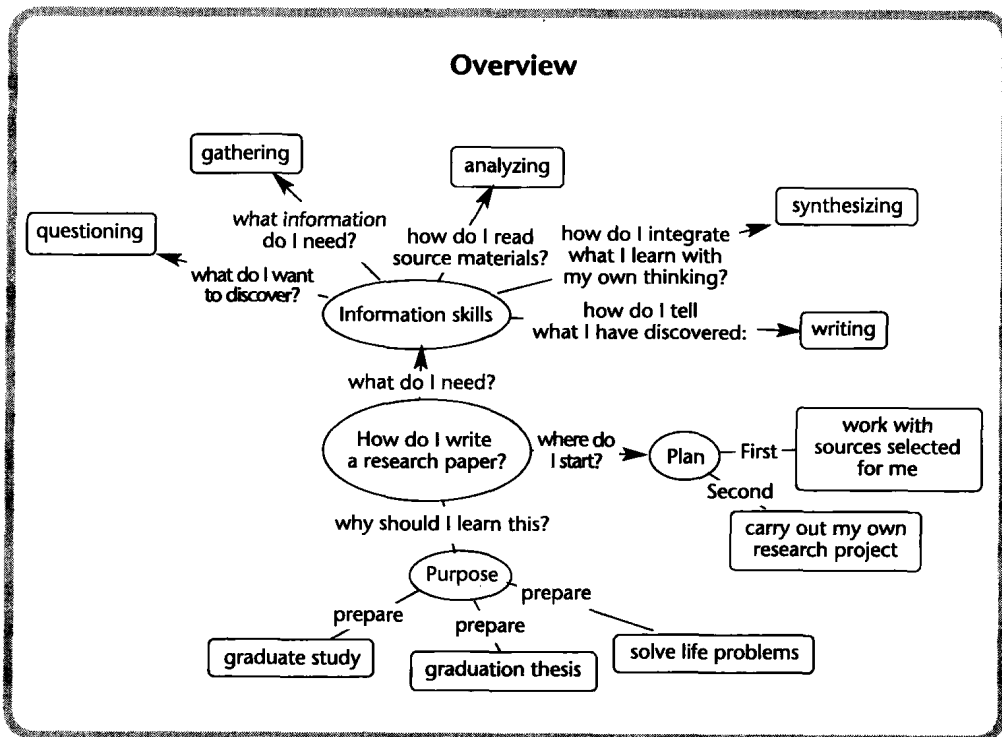 Overview
gathering
analyzing
synthesizing
questioning
what information
do I need?
how do I read
source materials?
how do I integrate
what I learn with
my own thinking?
what do I want
to discover?
Information skills
how do I tell
what I have discovered:
writing
what do I need?
How do I write
a research paper?
where do
I start?
Plan
First
work with
sources selected
for me
Second
carry out my own
research project
why should I learn this?
Purpose
prepare
prepare
prepare
graduate study
graduation thesis
solve life problems